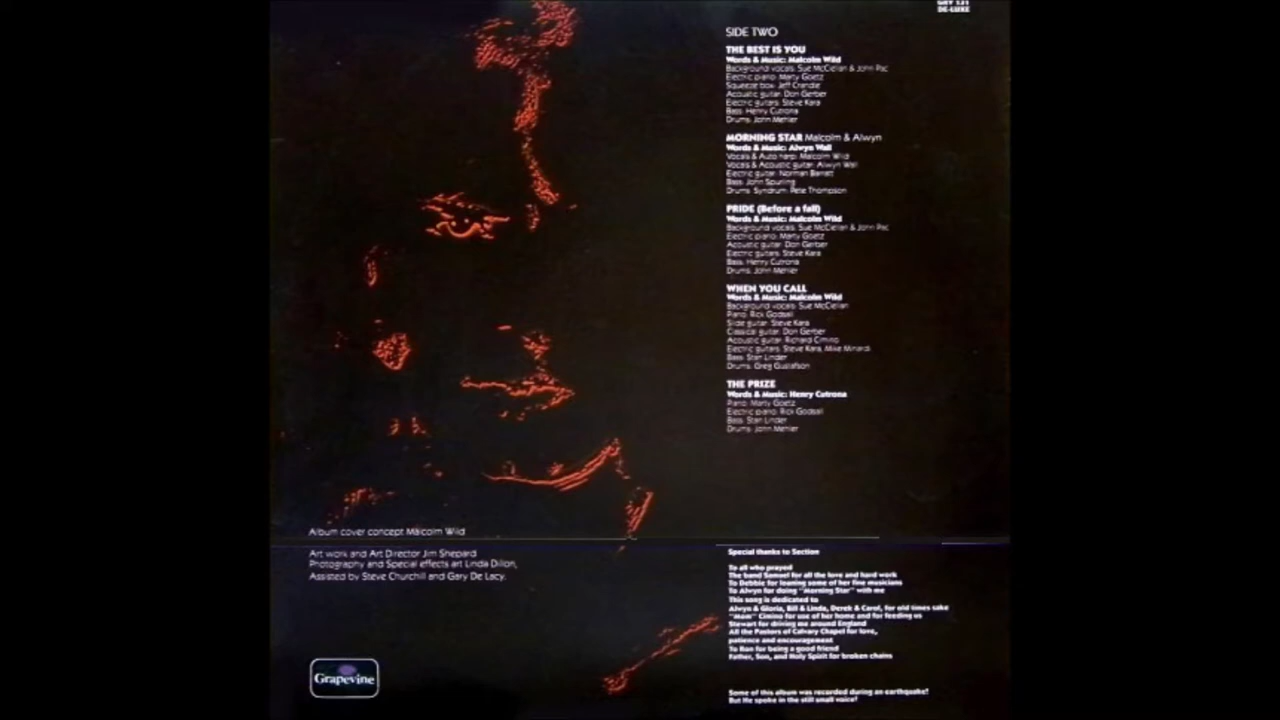 GRV 131
DE-LUXE
SIDE TWO
THE BEST IS YOU
Words & Music: Malcolm Wild
Background vocals: Sue McClellan & John Pac
Electric piano: Marty Goetz
Squeeze box: Jeff Crandle
Acoustic guitar: Don Gerber
Electric guitars: Steve Kara
Bass: Henry Cutrona
Drums: John Mehler
MORNING STAR Malcolm & Alwyn
Words & Music: Alwyn Wall
Vocals & Auto harp: Malcolm Wild
Vocals & Acoustic guitar: Alwyn Wall
Electric guitar: Norman Barratt
Bass: John Spurling
Drums: Syndrum: Pete Thompson
PRIDE (Before a fall)
Words & Music: Malcolm Wild
Background vocals: Sue McClellan & John Pac
Electric piano: Marty Goetz
Acoustic guitar: Don Gerber
Electric guitars: Steve Kara
Bass: Henry Cutrona
Drums: John Mehler
WHEN YOU CALL
Words & Music: Malcolm Wild
Background vocals: Sue McClellan
Piano: Rick Godsall
Slide guitar: Steve Kara
Classical guitar: Don Gerber
Acoustic guitar: Richard Cimino
Electric guitars: Steve Kara, Mike Minardi
Bass: Stan Linder
Drums: Greg Gustafson
THE PRIZE
Words & Music: Henry Cutrona
Piano: Marty Goetz
Electric piano: Rick Godsall
Bass: Stan Linder
Drums: John Mehler
Album cover concept Malcolm Wild
Art work and Art Director Jim Shepard
Photography and Special effects art Linda Dillon,
Assisted by Steve Churchill and Gary De Lacy.
Grapevine
Special thanks to Section
To all who prayed
The band Samuel for all the love and hard work
To Debbie for loaning some of her fine musicians
To Alwyn for doing "Morning Star" with me
This song is dedicated to
Alwyn & Gloria, Bill & Linda, Derek & Carol, for old times sake
"Mom" Cimino for use of her home and for feeding us
Stewart for driving me around England
All the Pastors of Calvary Chapel for love,
patience and encouragement
To Ron for being a good friend
Father, Son, and Holy Spirit for broken chains
Some of this album was recorded during an earthquake!
But He spoke in the still small voice!